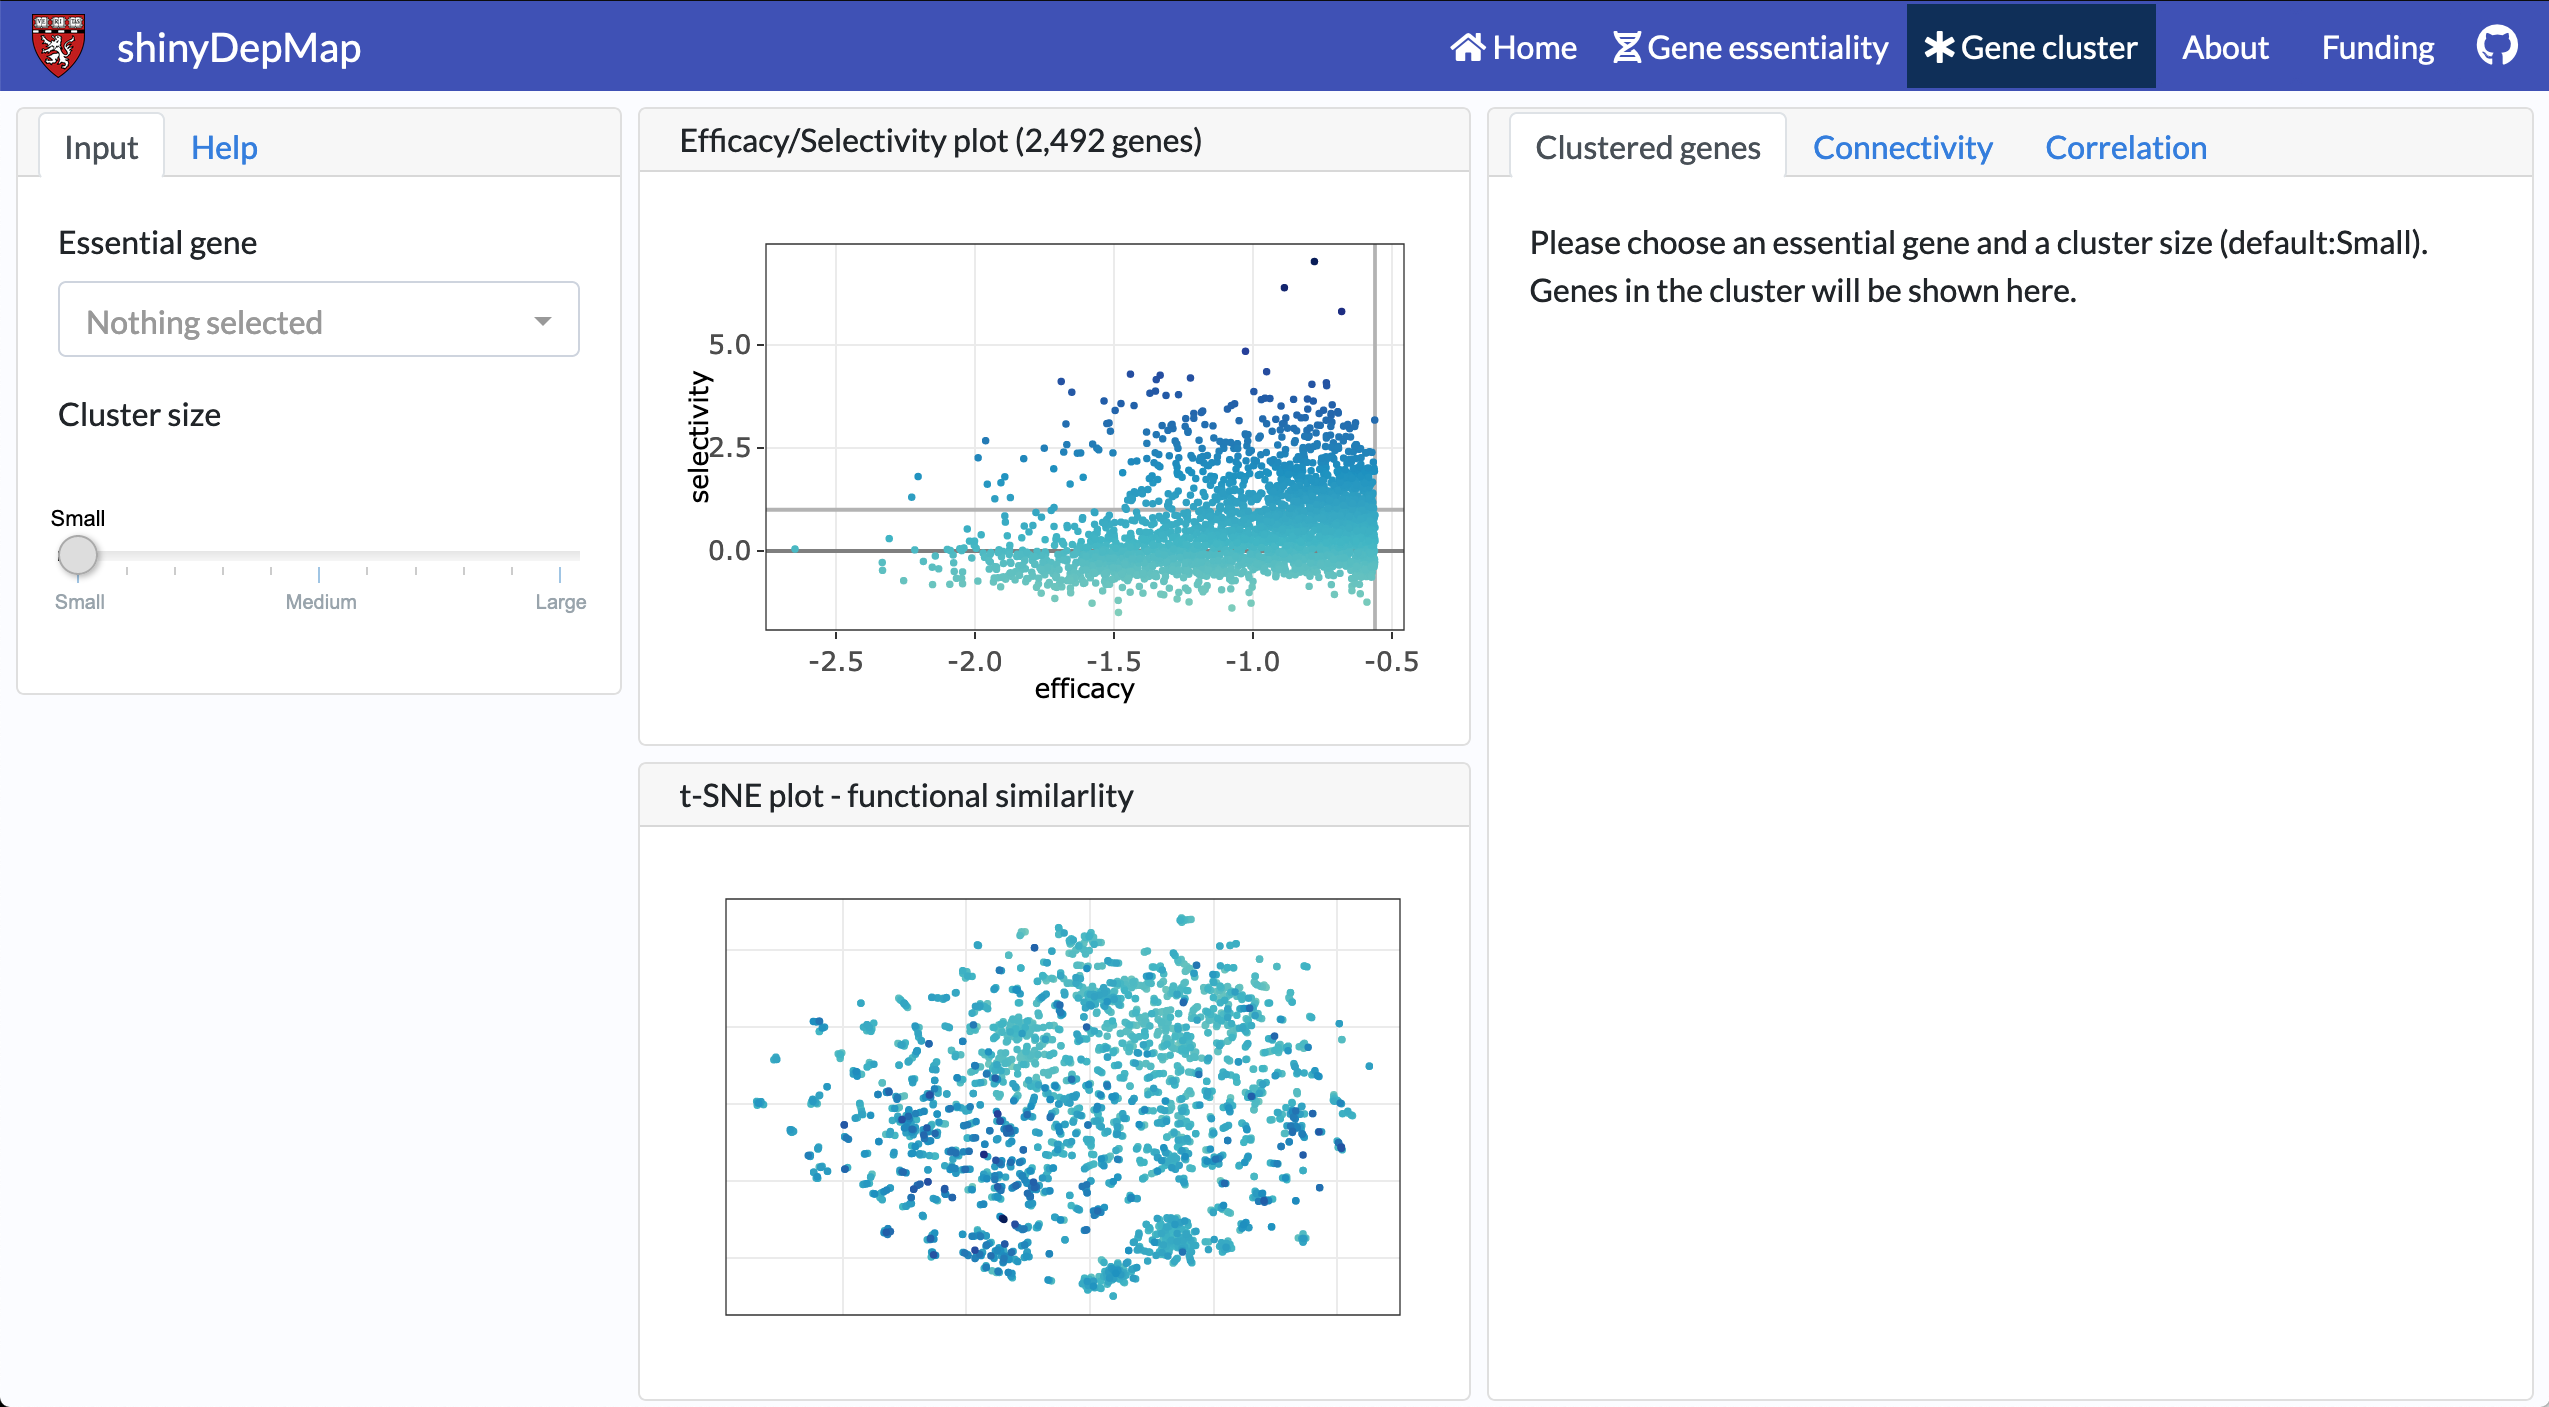 shinyDepMap
Home
Gene essentiality
Gene cluster
About
Funding
Input
Help
Essential gene
Nothing selected
Cluster size
Small
Small
Medium
Large
Efficacy/Selectivity plot (2,492 genes)
selectivity
5.0
2.5
0.0
-2.5
-2.0
-1.5
-1.0
-0.5
efficacy
t-SNE plot - functional similarlity
Clustered genes
Connectivity
Correlation
Please choose an essential gene and a cluster size (default:Small).
Genes in the cluster will be shown here.